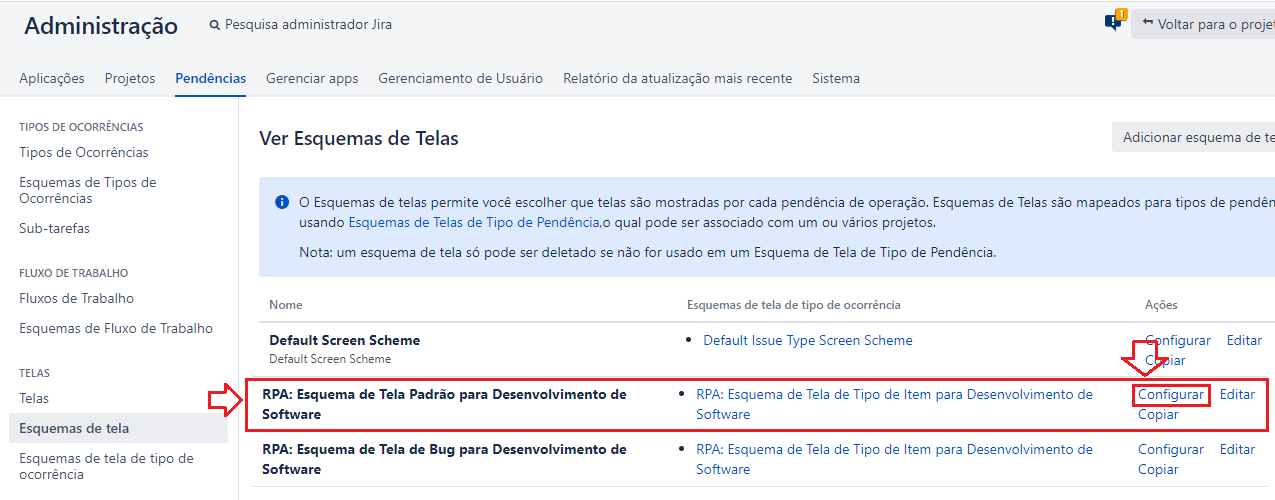 Administração
Pesquisa administrador Jira
1
Voltar para o projet
Aplicações Projetos Pendências Gerenciar apps Gerenciamento de Usuário Relatório da atualização mais recente Sistema
TIPOS DE OCORRÊNCIAS
Tipos de Ocorrências
Esquemas de Tipos de
Ocorrências
Sub-tarefas
FLUXO DE TRABALHO
Fluxos de Trabalho
Esquemas de Fluxo de Trabalho
TELAS
Telas
Esquemas de tela
Esquemas de tela de tipo de
ocorrência
Ver Esquemas de Telas
Adicionar esquema de te
O Esquemas de telas permite você escolher que telas são mostradas por cada pendência de operação. Esquemas de Telas são mapeados para tipos de pendên
usando Esquemas de Telas de Tipo de Pendência,o qual pode ser associado com um ou vários projetos.
Nota: um esquema de tela só pode ser deletado se não for usado em um Esquema de Tela de Tipo de Pendência.
Nome Esquemas de tela de tipo de ocorrência Ações
Default Screen Scheme • Default Issue Type Screen Scheme Configurar Editar
Default Screen Scheme Copiar
RPA: Esquema de Tela Padrão para Desenvolvimento de • RPA: Esquema de Tela de Tipo de Item para Desenvolvimento de Configurar Editar
Software Software Copiar
RPA: Esquema de Tela de Bug para Desenvolvimento de • RPA: Esquema de Tela de Tipo de Item para Desenvolvimento de Configurar Editar
Software Software Copiar